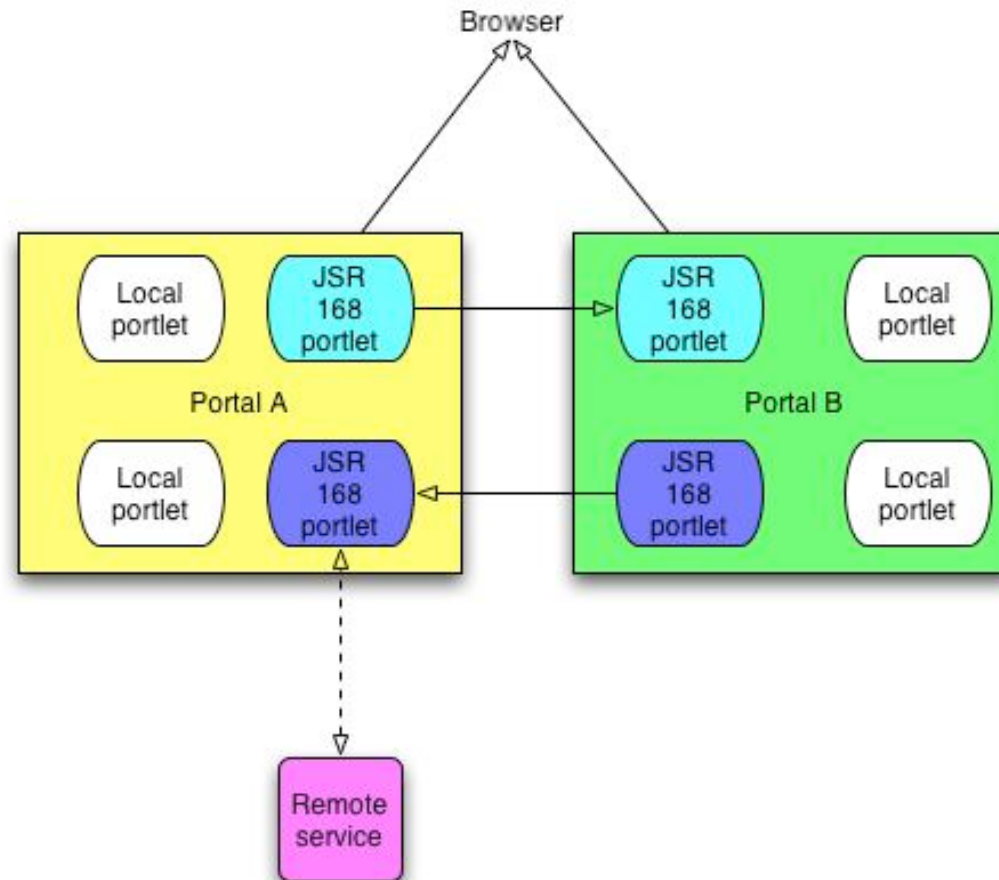 Browser
Local
portlet
JSR
168
portlet
JSR
168
portlet
Local
portlet
Portal A
Portal B
Local
portlet
JSR
168
portlet
JSR
168
portlet
Local
portlet
Remote
service